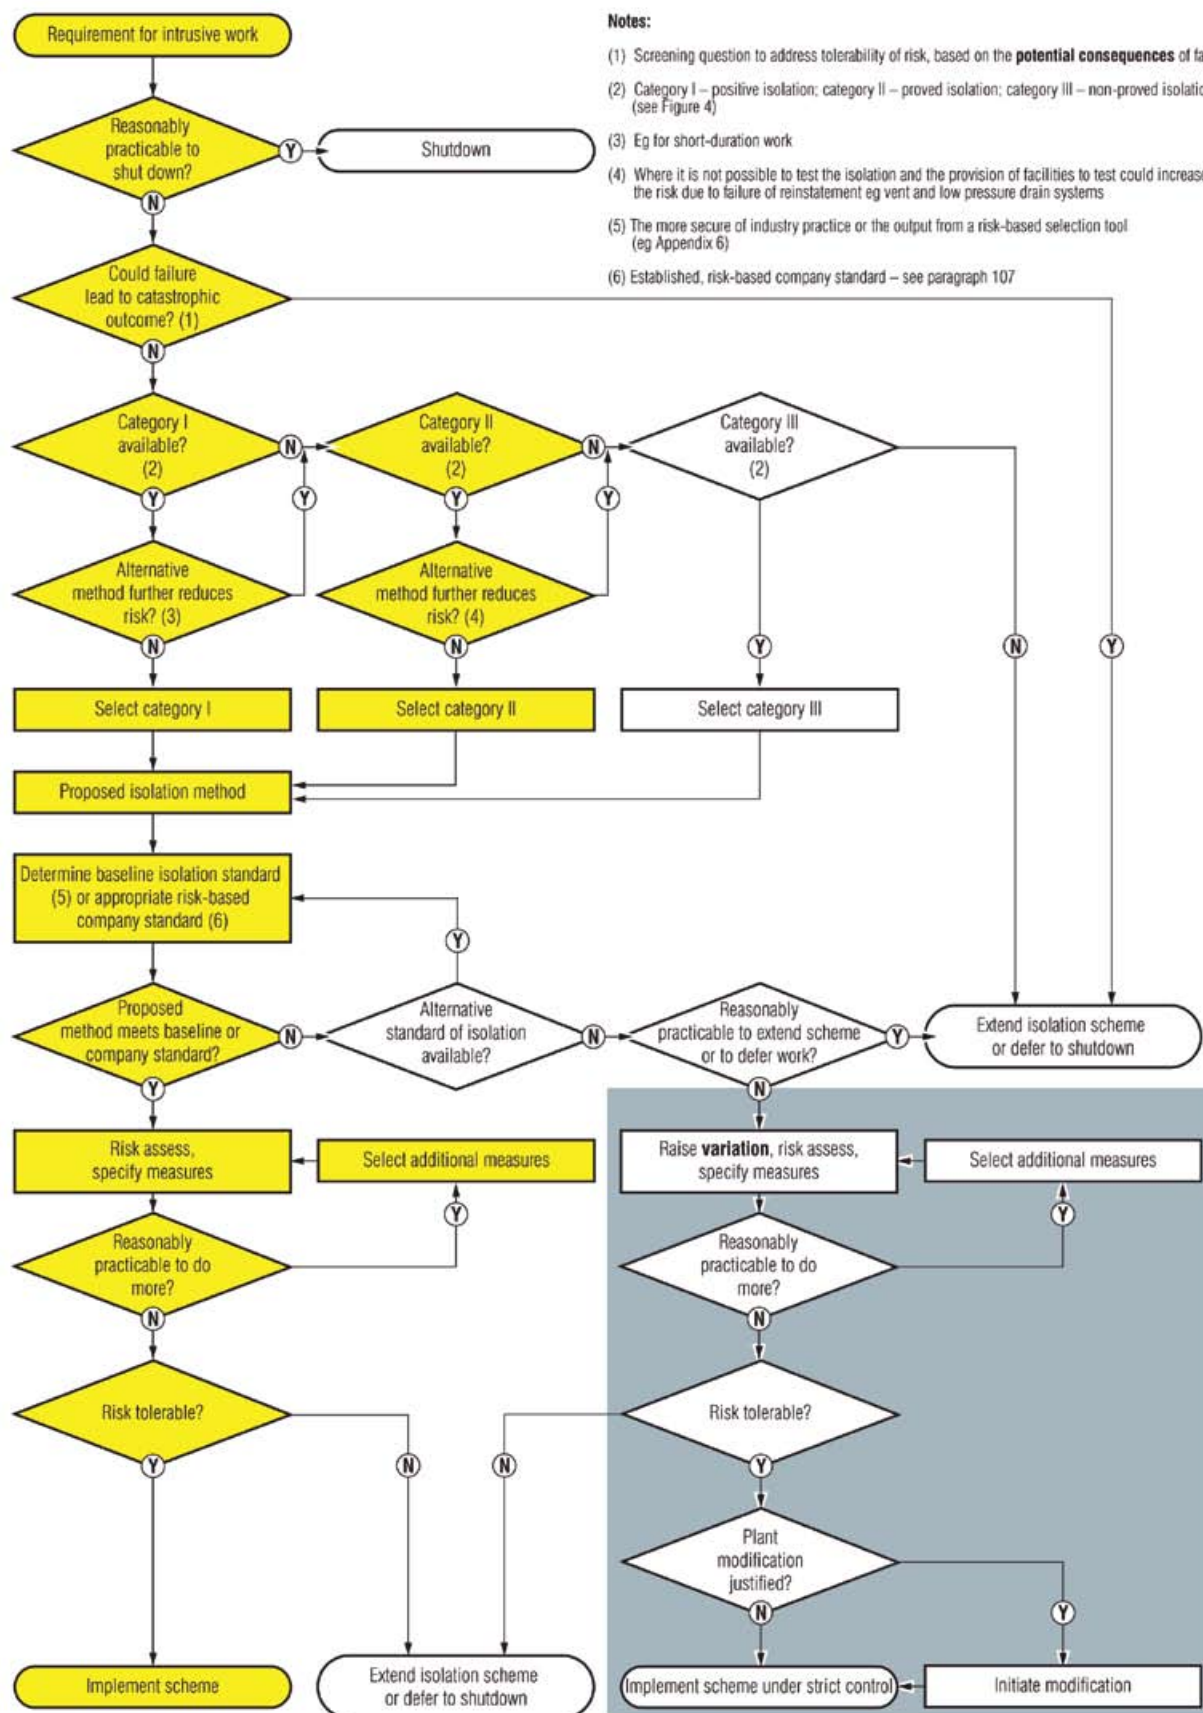 Requirement for intrusive work
Notes:
(1) Screening question to address tolerability of risk, based on the potential consequences of
(2) Category I – positive isolation; category II – proved isolation; category III – non-proved
(see Figure 4)
(3) Eg for short-duration work
(4) Where it is not possible to test the isolation and the provision of facilities to test could increase
the risk due to failure of reinstatement eg vent and low pressure drain systems
(5) The more secure of industry practice or the output from a risk-based selection tool
(eg Appendix 6)
(6) Established, risk-based company standard – see paragraph 107
Reasonably
practicable to
shut down?
Y
Shutdown
N
Could failure
lead to catastrophic
outcome? (1)
N
Category I
available?
(2)
N
Category II
available?
(2)
N
Category III
available?
(2)
Y
Y
Y
Y
Alternative
method further reduces
risk? (3)
Alternative
method further reduces
risk? (4)
N
N
Y
N
Y
Select category I
Select category II
Select category III
Proposed isolation method
Determine baseline isolation standard
(5) or appropriate risk-based
company standard (6)
Y
Proposed
method meets baseline or
company standard?
N
Alternative
standard of isolation
available?
N
Reasonably
practicable to extend scheme
or to defer work?
Y
Extend isolation scheme
or defer to shutdown
Y
N
Risk assess,
specify measures
Select additional measures
Raise variation, risk assess,
specify measures
Select additional measures
Y
Y
Reasonably
practicable to do
more?
Reasonably
practicable to do
more?
N
N
Risk tolerable?
Risk tolerable?
Y
N
N
Y
Plant
modification
justified?
N
Y
Implement scheme
Extend isolation scheme
or defer to shutdown
Implement scheme under strict control
Initiate modification